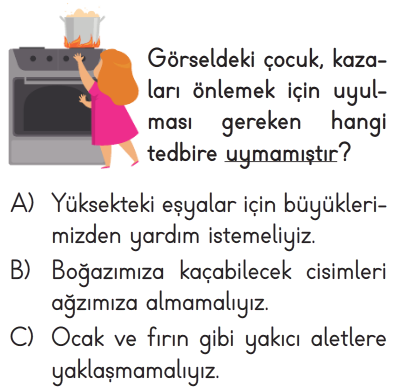 Görseldeki çocuk, kaza-
ları önlemek için uyul-
ması gereken hangi
tedbire uymamıştır?
A) Yüksekteki eşyalar için büyükleri-
mizden yardım istemeliyiz.
B) Boğazımıza kaçabilecek cisimleri
ağzımıza almamalıyız.
C) Ocak ve fırın gibi yakıcı aletlere
yaklaşmamalıyız.